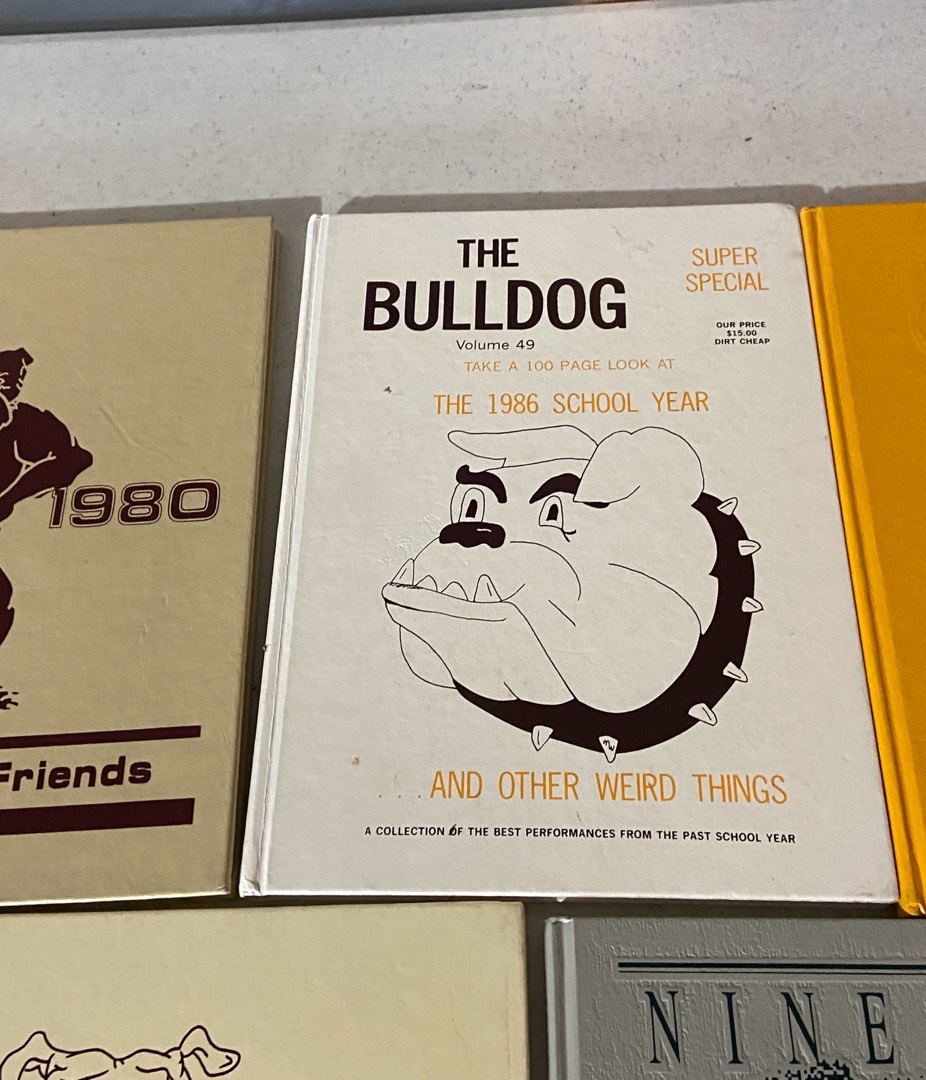 THE
BULLDOG
Volume 49
SUPER
SPECIAL
OUR PRICE
$15.00
DIRT CHEAP
TAKE A 100 PAGE LOOK AT
THE 1986 SCHOOL YEAR
. . . AND OTHER WEIRD THINGS
A COLLECTION OF THE BEST PERFORMANCES FROM THE PAST SCHOOL YEAR
1980
Friends
NINE